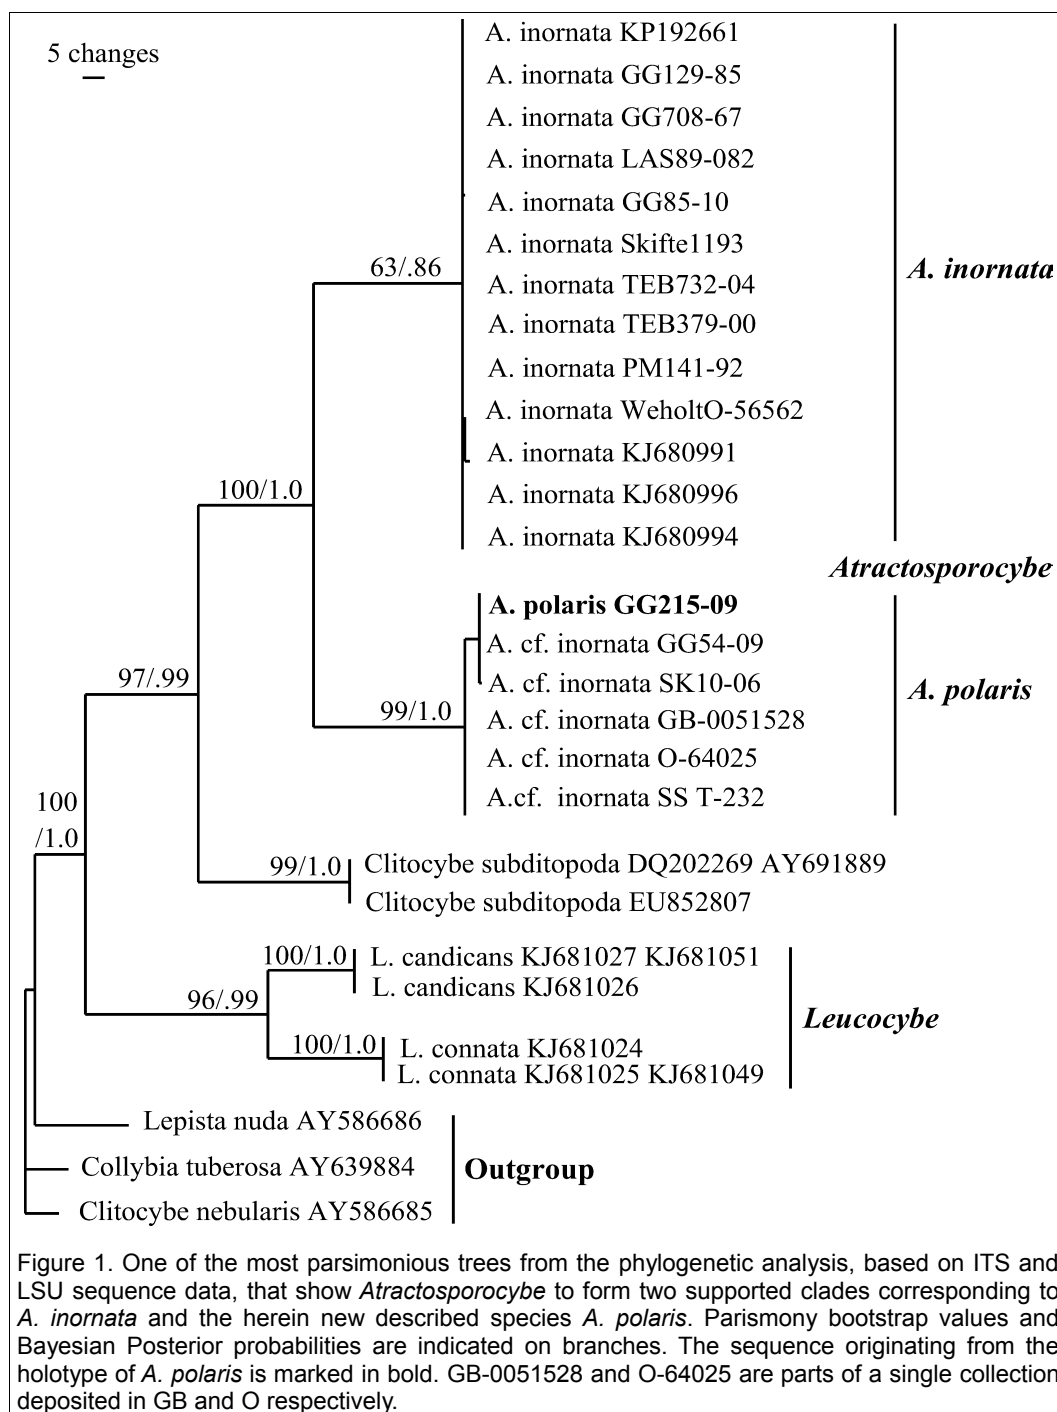 5 changes
A. inornata KP192661
A. inornata GG129-85
A. inornata GG708-67
A. inornata LAS89-082
A. inornata GG85-10
A. inornata Skifte1193
63/.86
A. inornata
A. inornata TEB732-04
A. inornata TEB379-00
A. inornata PM141-92
A. inornata WeholtO-56562
A. inornata KJ680991
100/1.0
A. inornata KJ680996
A. inornata KJ680994
Atractosporocybe
A. polaris GG215-09
A. cf. inornata GG54-09
97/.99
A. cf. inornata SK10-06
A. polaris
99/1.0
A. cf. inornata GB-0051528
A. cf. inornata O-64025
A.cf. inornata SS T-232
100
/1.0
99/1.0
Clitocybe subditopoda DQ202269 AY691889
Clitocybe subditopoda EU852807
100/1.0
L. candicans KJ681027 KJ681051
L. candicans KJ681026
96/.99
Leucocybe
100/1.0
L. connata KJ681024
L. connata KJ681025 KJ681049
Lepista nuda AY586686
Collybia tuberosa AY639884
Outgroup
Clitocybe nebularis AY586685
Figure 1. One of the most parsimonious trees from the phylogenetic analysis, based on ITS and
LSU sequence data, that show Atractosporocybe to form two supported clades corresponding to
A. inornata and the herein new described species A. polaris. Parismony bootstrap values and
Bayesian Posterior probabilities are indicated on branches. The sequence originating from the
holotype of A. polaris is marked in bold. GB-0051528 and O-64025 are parts of a single collection
deposited in GB and O respectively.